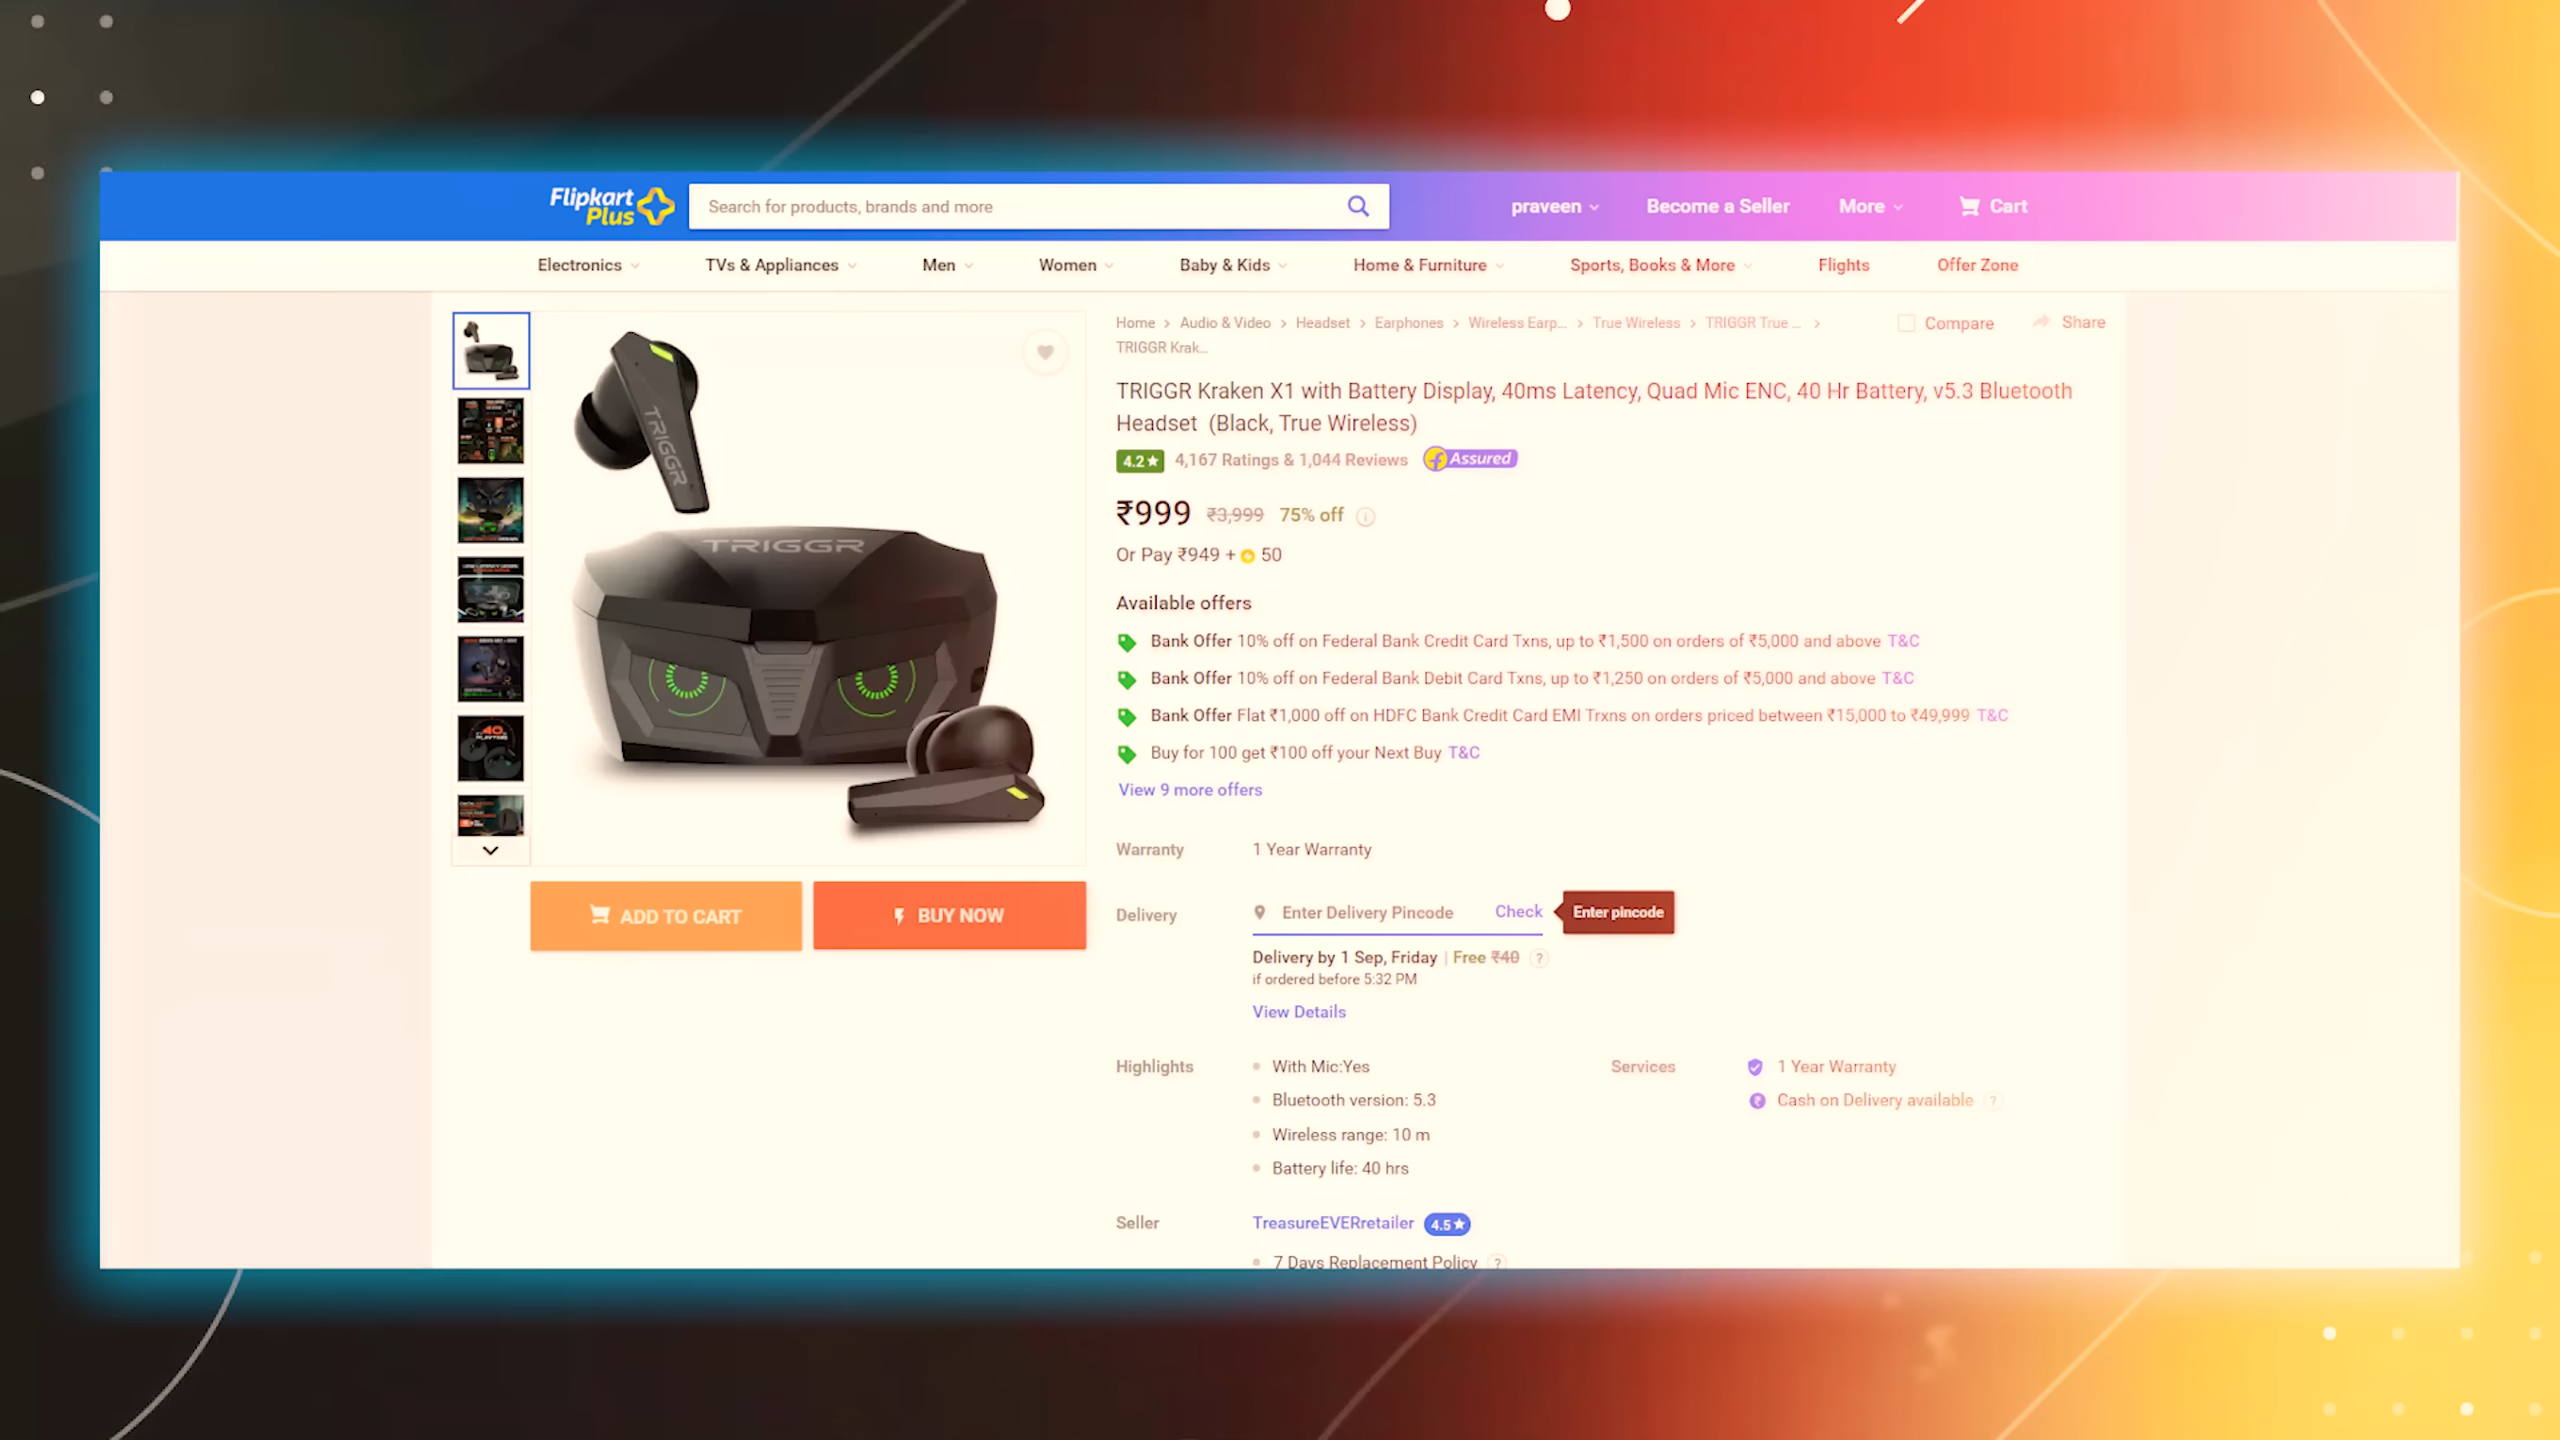 Flipkart
Plus
Search for products, brands and more
praveen
Become a Seller
More
Cart
Electronics
TVs & Appliances
Men
Women
Baby & Kids
Home & Furniture
Sports, Books & More
Flights
Offer Zone
Home > Audio & Video > Headset > Earphones > Wireless Earp... > True Wireless > TRIGGR True ... >
TRIGGR Krak...
Compare
Share
TRIGGR Kraken X1 with Battery Display, 40ms Latency, Quad Mic ENC, 40 Hr Battery, v5.3 Bluetooth
Headset (Black, True Wireless)
4.2★ 4,167 Ratings & 1,044 Reviews
Assured
₹999 ₹3,999 75% off
Or Pay ₹949 + 50
Available offers
Bank Offer 10% off on Federal Bank Credit Card Txns, up to ₹1,500 on orders of ₹5,000 and above T&C
Bank Offer 10% off on Federal Bank Debit Card Txns, up to ₹1,250 on orders of ₹5,000 and above T&C
Bank Offer Flat ₹1,000 off on HDFC Bank Credit Card EMI Trxns on orders priced between ₹15,000 to ₹49,999 T&C
Buy for 100 get ₹100 off your Next Buy T&C
View 9 more offers
TRIGGR
TRIGGR
ADD TO CART
BUY NOW
Warranty
1 Year Warranty
Delivery
Enter Delivery Pincode
Check
Enter pincode
Delivery by 1 Sep, Friday | Free ₹40 ?
if ordered before 5:32 PM
View Details
Highlights
With Mic:Yes
Bluetooth version: 5.3
Wireless range: 10 m
Battery life: 40 hrs
Services
1 Year Warranty
Cash on Delivery available ?
Seller
TreasureEVERretailer 4.5★
7 Days Replacement Policy ?